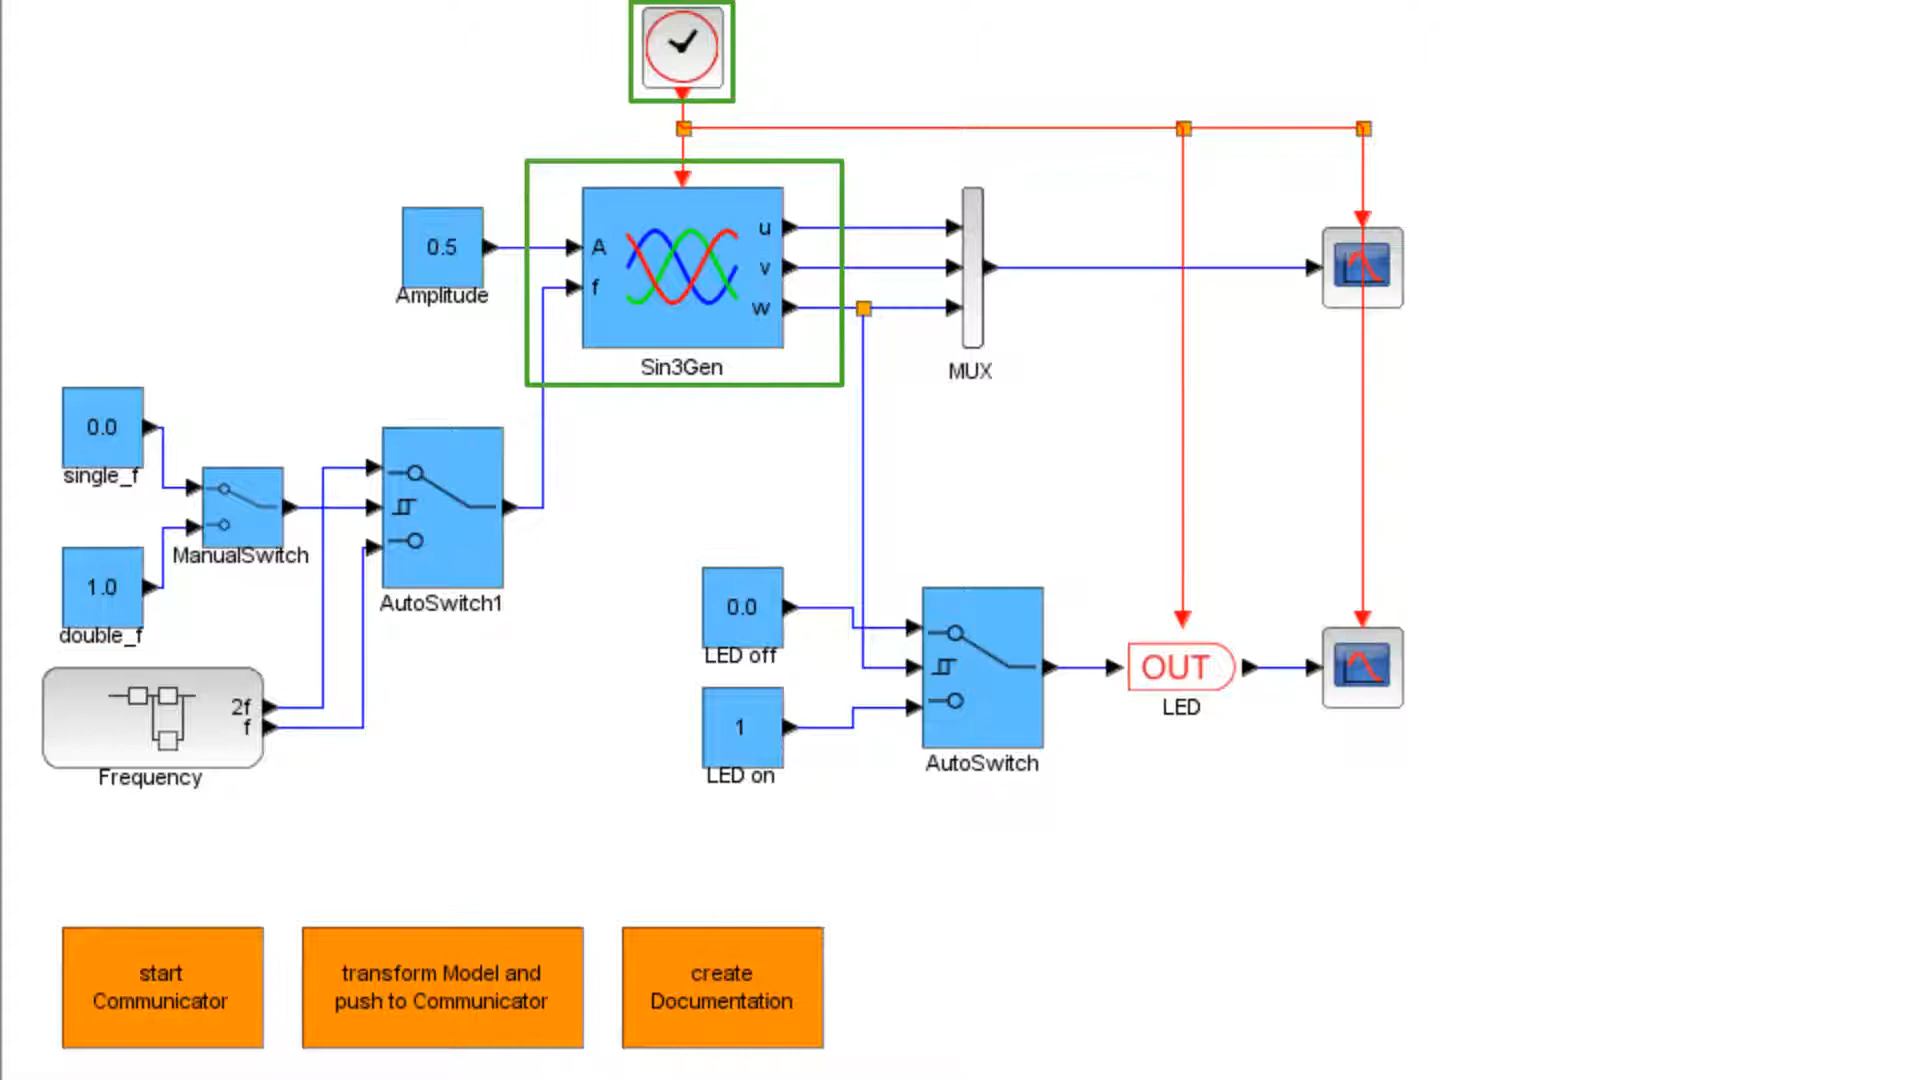 0.5
Amplitude
A
f
u
v
w
Sin3Gen
MUX
0.0
single_f
1.0
double_f
ManualSwitch
AutoSwitch1
2f
f
Frequency
0.0
LED off
1
LED on
AutoSwitch
OUT
LED
start
Communicator
transform Model and
push to Communicator
create
Documentation